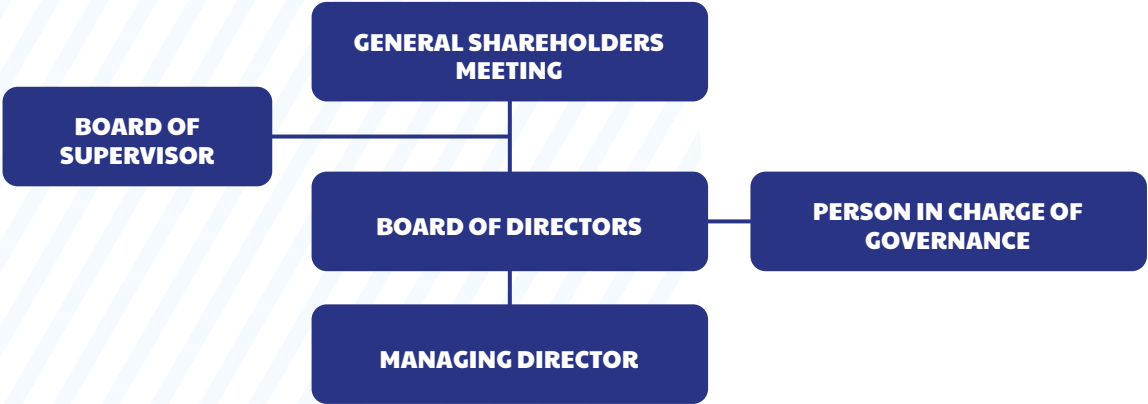 GENERAL SHAREHOLDERS
MEETING
BOARD OF
SUPERVISOR
BOARD OF DIRECTORS
PERSON IN CHARGE OF
GOVERNANCE
MANAGING DIRECTOR